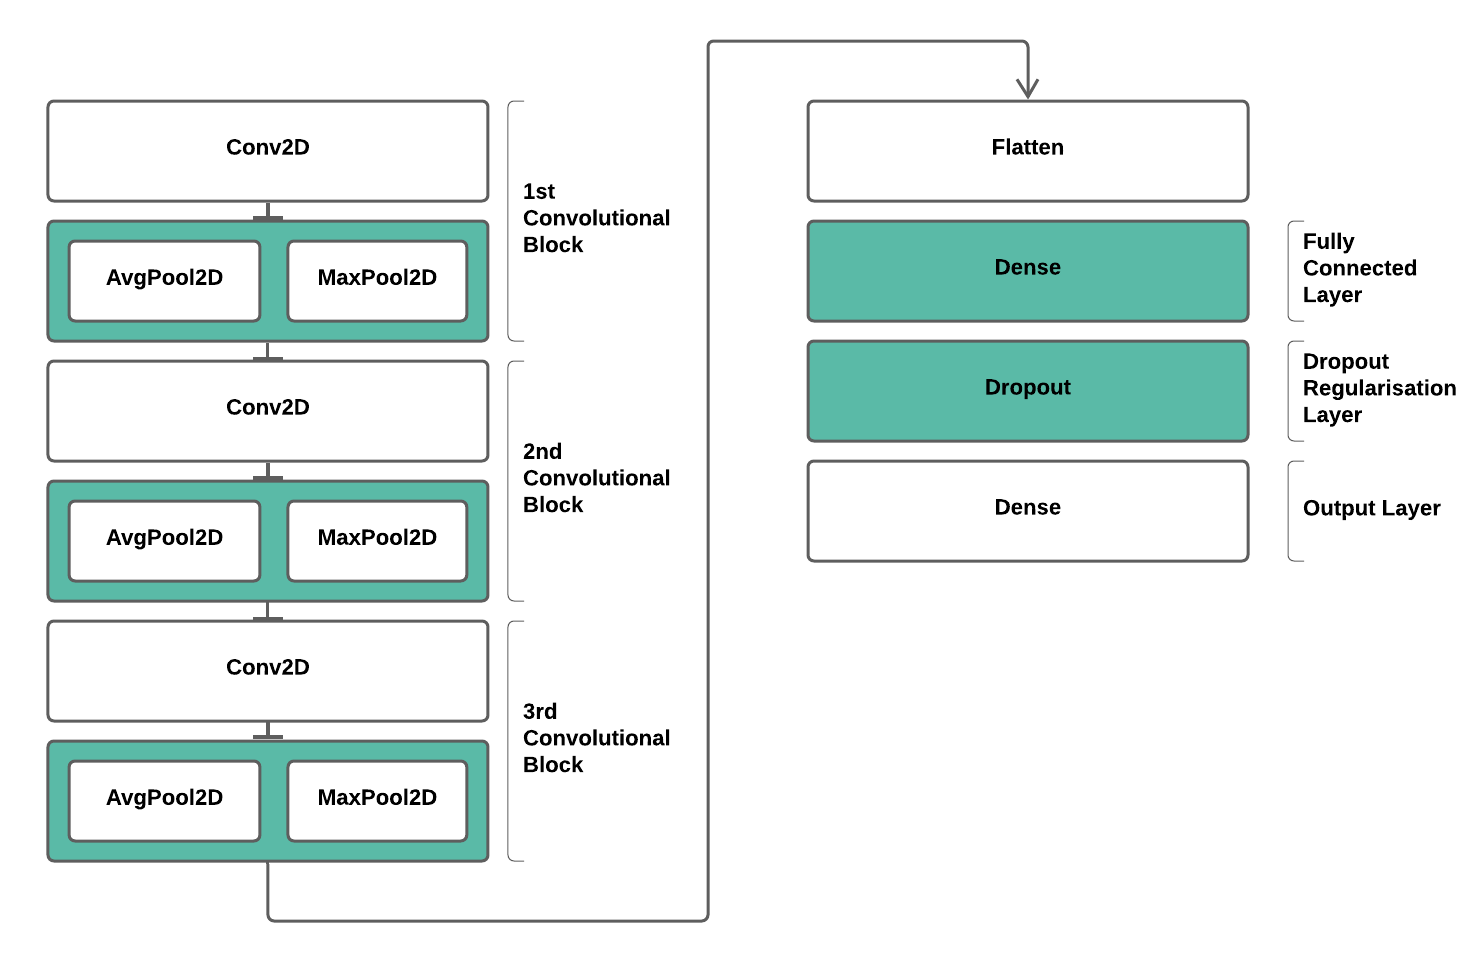 Conv2D
AvgPool2D
MaxPool2D
1st
Convolutional
Block
Conv2D
AvgPool2D
MaxPool2D
2nd
Convolutional
Block
Conv2D
AvgPool2D
MaxPool2D
3rd
Convolutional
Block
Flatten
Dense
Fully
Connected
Layer
Dropout
Dropout
Regularisation
Layer
Dense
Output Layer